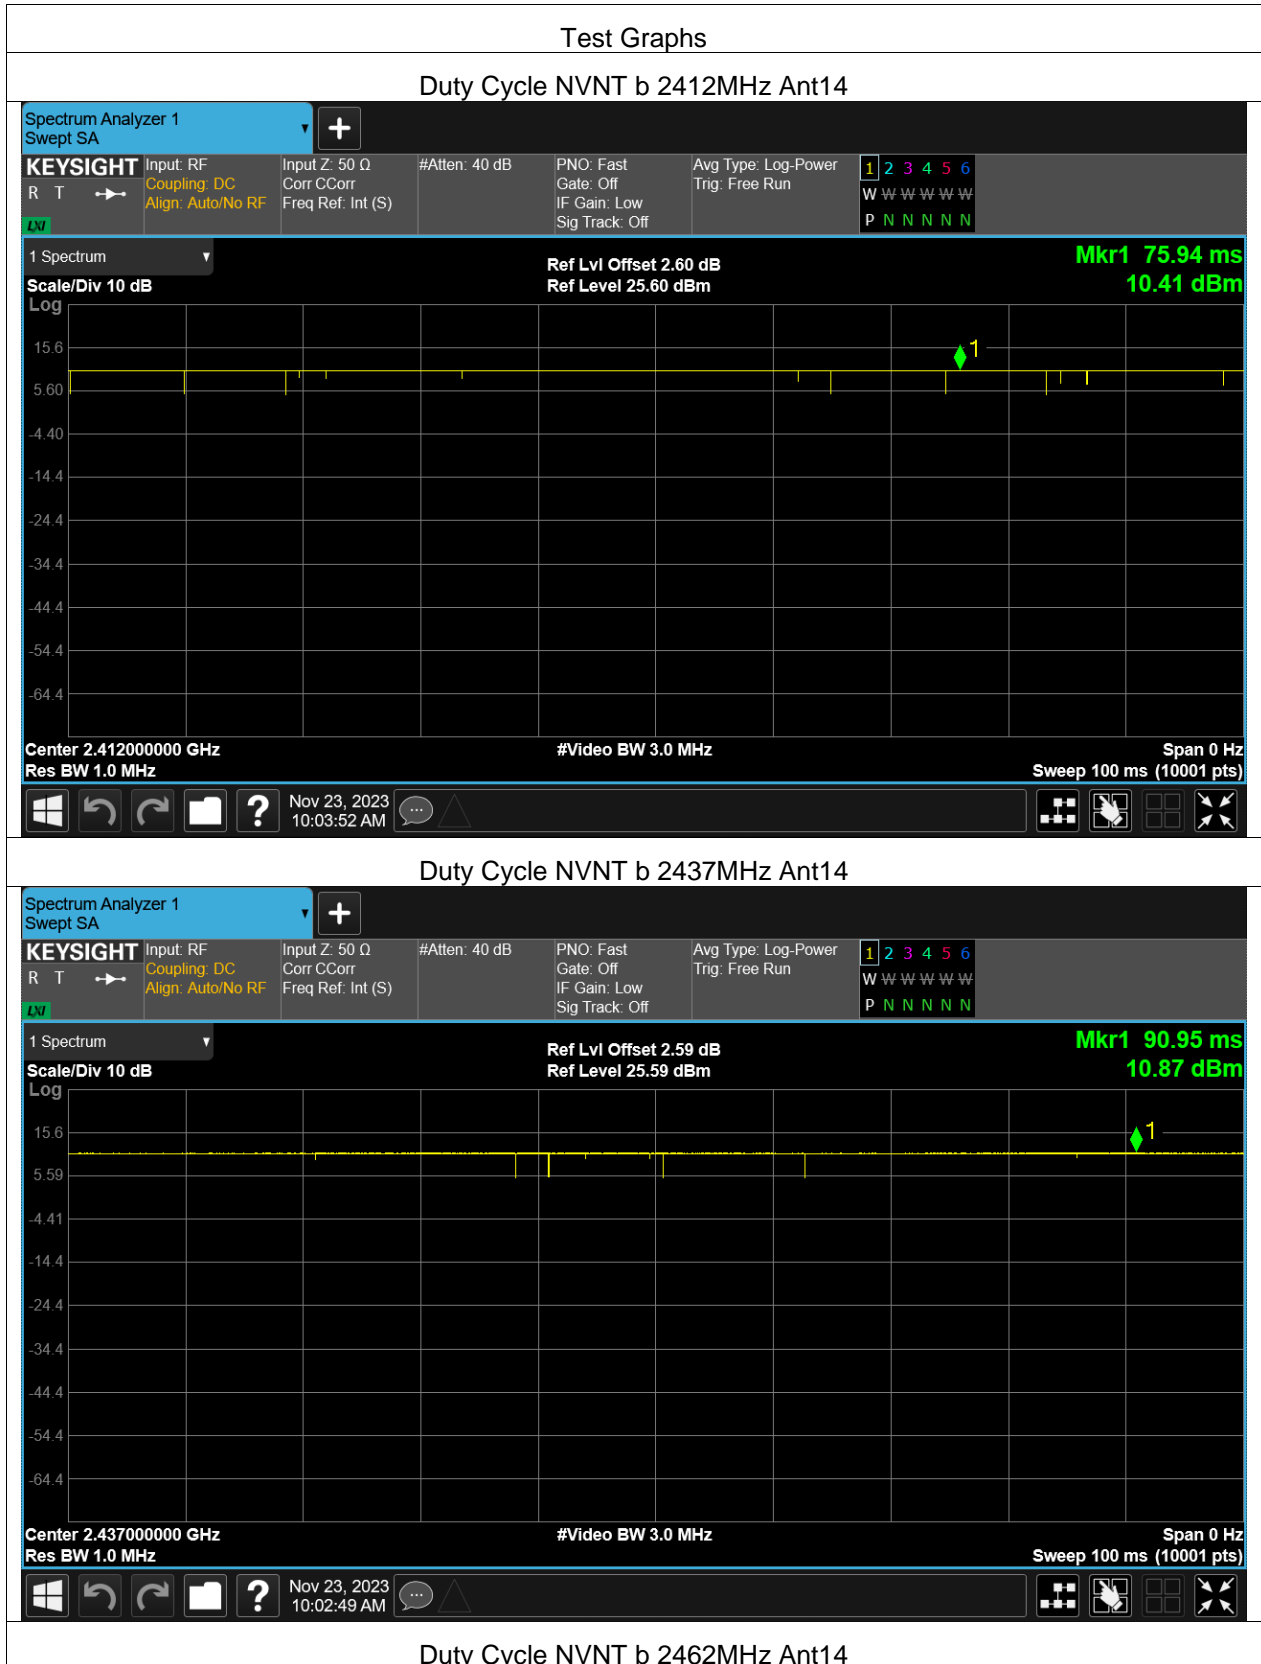 Test Graphs
Duty Cycle NVNT b 2412MHz Ant14
Spectrum Analyzer 1
Swept SA
KEYSIGHT Input: RF Input Z: 50 Ω #Atten: 40 dB PNO: Fast Avg Type: Log-Power 1 2 3 4 5 6
R T Coupling: DC Corr CCorr Gate: Off Trig: Free Run W W W W W W
Align: Auto/No RF Freq Ref: Int (S) IF Gain: Low P N N N N N
LXI Sig Track: Off
1 Spectrum Ref Lvl Offset 2.60 dB Mkr1 75.94 ms
Scale/Div 10 dB Ref Level 25.60 dBm 10.41 dBm
Log
1
15.6
5.60
-4.40
-14.4
-24.4
-34.4
-44.4
-54.4
-64.4
Center 2.412000000 GHz #Video BW 3.0 MHz Span 0 Hz
Res BW 1.0 MHz Sweep 100 ms (10001 pts)
Nov 23, 2023
10:03:52 AM
Duty Cycle NVNT b 2437MHz Ant14
Spectrum Analyzer 1
Swept SA
KEYSIGHT Input: RF Input Z: 50 Ω #Atten: 40 dB PNO: Fast Avg Type: Log-Power 1 2 3 4 5 6
R T Coupling: DC Corr CCorr Gate: Off Trig: Free Run W W W W W W
Align: Auto/No RF Freq Ref: Int (S) IF Gain: Low P N N N N N
LXI Sig Track: Off
1 Spectrum Ref Lvl Offset 2.59 dB Mkr1 90.95 ms
Scale/Div 10 dB Ref Level 25.59 dBm 10.87 dBm
Log
1
15.6
5.59
-4.41
-14.4
-24.4
-34.4
-44.4
-54.4
-64.4
Center 2.437000000 GHz #Video BW 3.0 MHz Span 0 Hz
Res BW 1.0 MHz Sweep 100 ms (10001 pts)
Nov 23, 2023
10:02:49 AM
Duty Cycle NVNT b 2462MHz Ant14